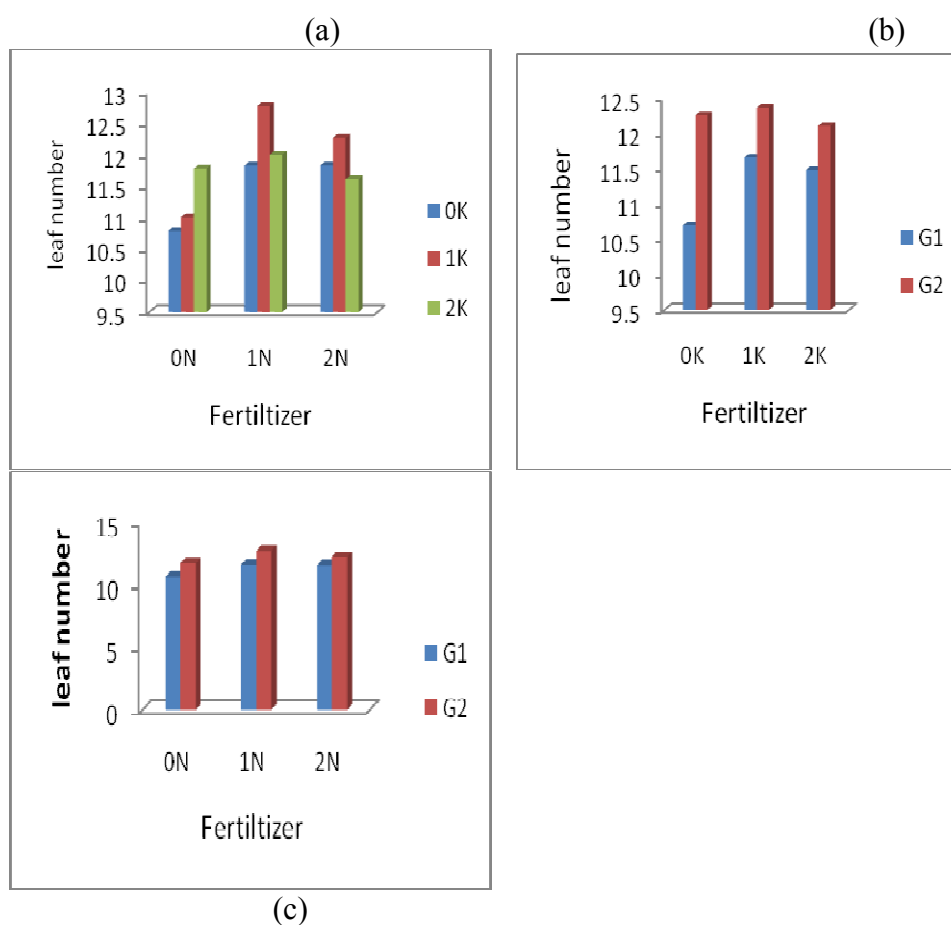 (a)
leaf number
13
12.5
12
11.5
11
10.5
10
9.5
0N 1N 2N
Fertiltizer
0K
1K
2K
(b)
leaf number
12.5
12
11.5
11
10.5
10
9.5
0K 1K 2K
Fertiltizer
G1
G2
leaf number
15
10
5
0
0N 1N 2N
Fertiltizer
G1
G2
(c)